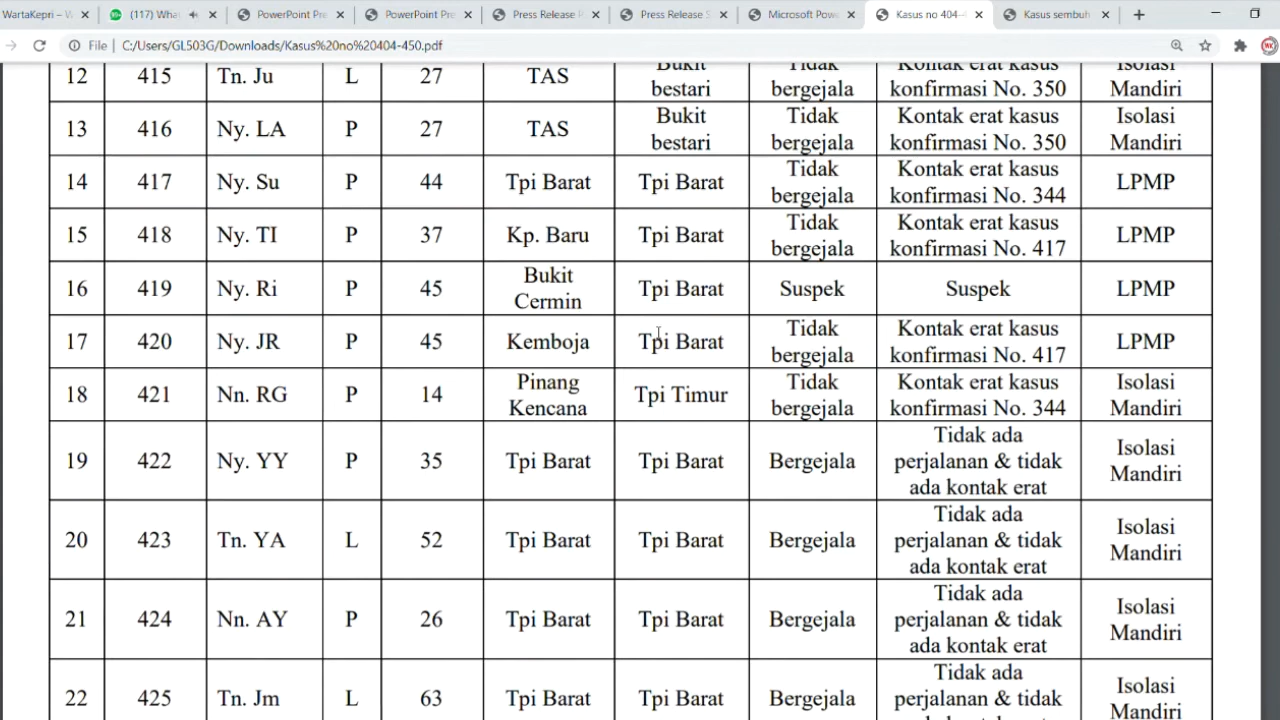 WartaKepri –
(117) What
PowerPoint Pre
PowerPoint Pre
Press Release
Press Release S
Microsoft Pow
Kasus no 404-
Kasus sembuh
File
C:/Users/GL503G/Downloads/Kasus%20no%20404-450.pdf
12 415 Tn. Ju L 27 TAS Bukit bestari Tidak bergejala Kontak erat kasus konfirmasi No. 350 Isolasi Mandiri
13 416 Ny. LA P 27 TAS Bukit bestari Tidak bergejala Kontak erat kasus konfirmasi No. 350 Isolasi Mandiri
14 417 Ny. Su P 44 Tpi Barat Tpi Barat Tidak bergejala Kontak erat kasus konfirmasi No. 344 LPMP
15 418 Ny. TI P 37 Kp. Baru Tpi Barat Tidak bergejala Kontak erat kasus konfirmasi No. 417 LPMP
16 419 Ny. Ri P 45 Bukit Cermin Tpi Barat Suspek Suspek LPMP
17 420 Ny. JR P 45 Kemboja Tpi Barat Tidak bergejala Kontak erat kasus konfirmasi No. 417 LPMP
18 421 Nn. RG P 14 Pinang Kencana Tpi Timur Tidak bergejala Kontak erat kasus konfirmasi No. 344 Isolasi Mandiri
19 422 Ny. YY P 35 Tpi Barat Tpi Barat Bergejala Tidak ada perjalanan & tidak ada kontak erat Isolasi Mandiri
20 423 Tn. YA L 52 Tpi Barat Tpi Barat Bergejala Tidak ada perjalanan & tidak ada kontak erat Isolasi Mandiri
21 424 Nn. AY P 26 Tpi Barat Tpi Barat Bergejala Tidak ada perjalanan & tidak ada kontak erat Isolasi Mandiri
22 425 Tn. Jm L 63 Tpi Barat Tpi Barat Bergejala Tidak ada perjalanan & tidak Isolasi Mandiri